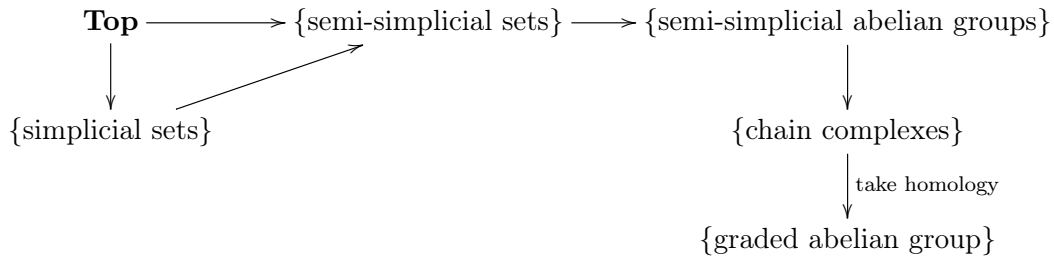 Top {semi-simplicial sets} {semi-simplicial abelian groups}
{simplicial sets} {chain complexes}
take homology
{graded abelian group}